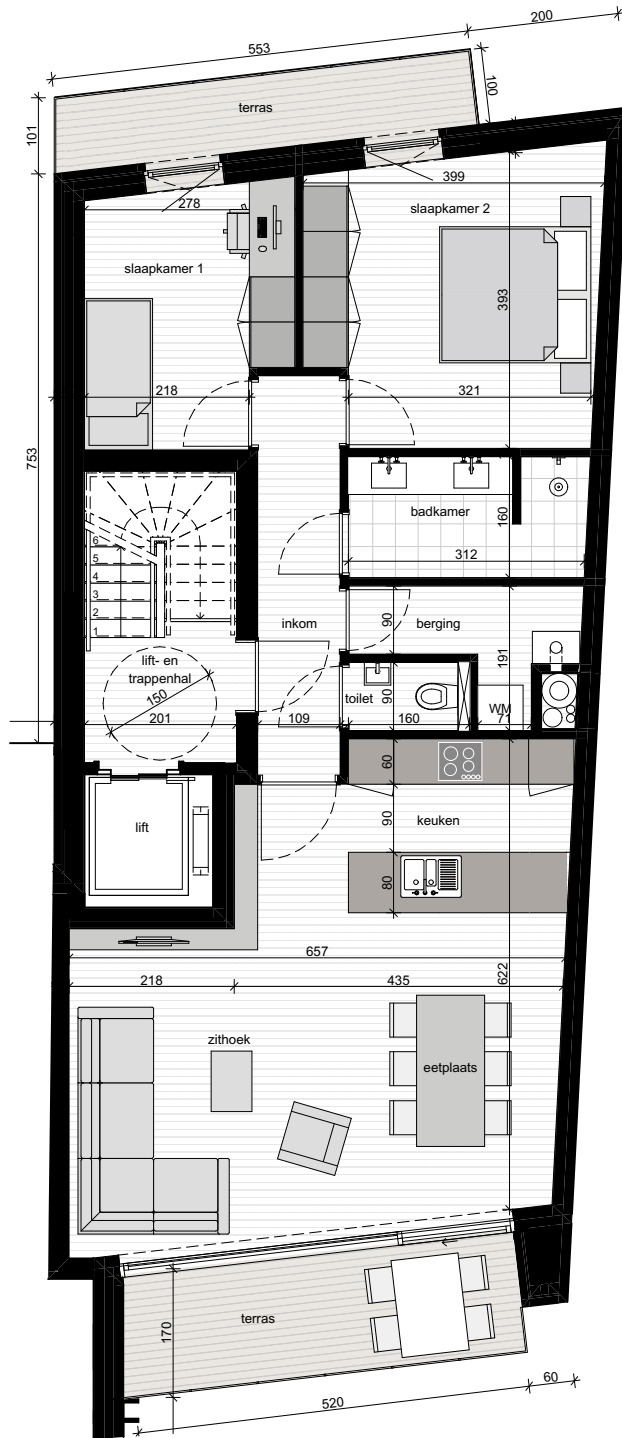 200
553
100
terras
101
399
278
slaapkamer 2
slaapkamer 1
393
218
321
753
badkamer
160
6
5
4
3
2
1
312
inkom
90
berging
191
lift- en
trappenhal
150
toilet
90
WM
201
109
160
71
60
lift
90
keuken
80
657
218
435
622
zithoek
eetplaats
terras
170
520
60